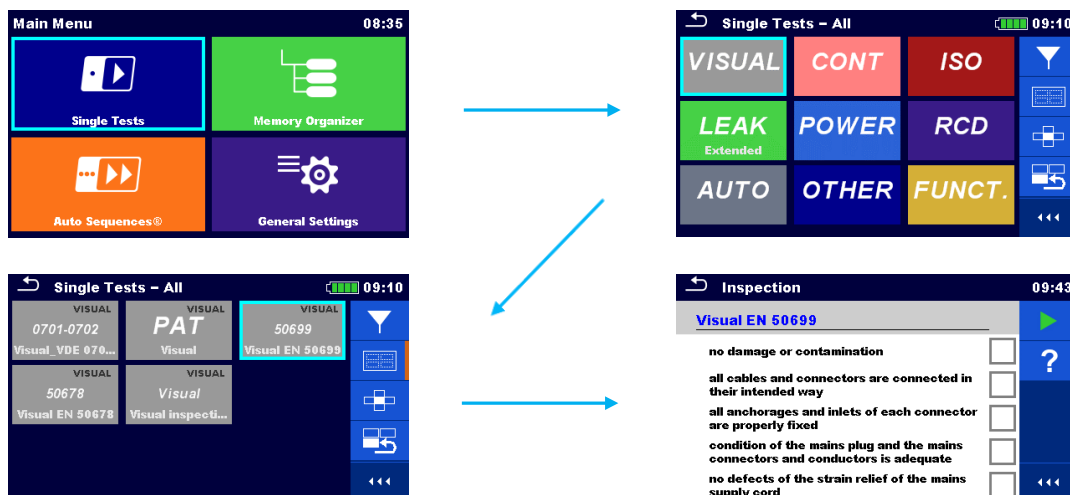 Main Menu 08:35
Single Tests
Memory Organizer
Auto Sequences®
General Settings
Single Tests – All 09:10
VISUAL CONT ISO
LEAK POWER RCD
Extended
AUTO OTHER FUNCT.
Single Tests – All 09:10
VISUAL VISUAL VISUAL
0701-0702 PAT 50699
Visual_VDE 070... Visual Visual EN 50699
VISUAL VISUAL
50678 Visual
Visual EN 50678 Visual inspecti...
Inspection 09:43
Visual EN 50699
no damage or contamination
?
all cables and connectors are connected in
their intended way
all anchorages and inlets of each connector
are properly fixed
condition of the mains plug and the mains
connectors and conductors is adequate
no defects of the strain relief of the mains
supply cord